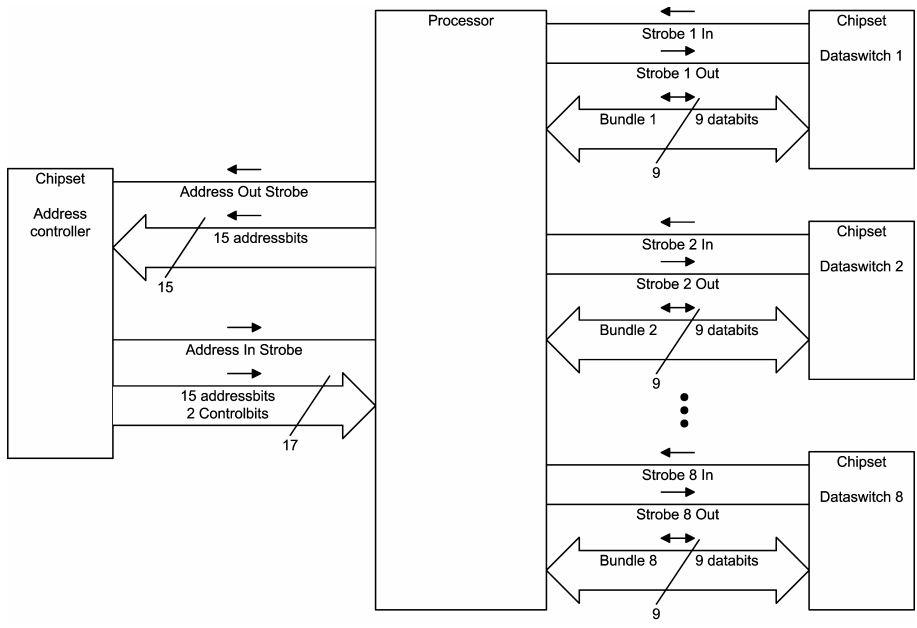 Processor
Chipset
Address
controller
Address Out Strobe
15 addressbits
15
Address In Strobe
15 addressbits
2 Controlbits
17
Strobe 1 In
Strobe 1 Out
Bundle 1
9 databits
9
Chipset
Dataswitch 1
Strobe 2 In
Strobe 2 Out
Bundle 2
9 databits
9
Chipset
Dataswitch 2
Strobe 8 In
Strobe 8 Out
Bundle 8
9 databits
9
Chipset
Dataswitch 8